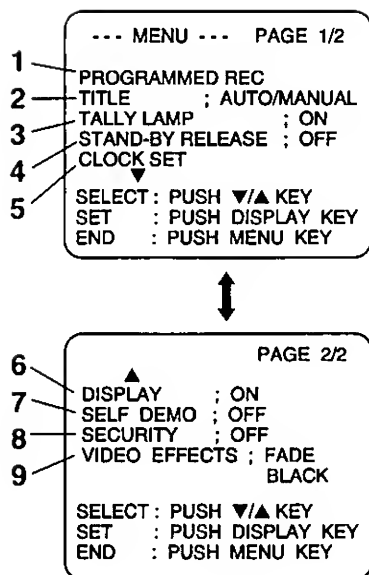 --- MENU --- PAGE 1/2
1 PROGRAMMED REC
2 TITLE ; AUTO/MANUAL
3 TALLY LAMP ; ON
4 STAND-BY RELEASE ; OFF
5 CLOCK SET
▼
SELECT : PUSH ▼/▲ KEY
SET : PUSH DISPLAY KEY
END : PUSH MENU KEY
PAGE 2/2
▲
6 DISPLAY ; ON
7 SELF DEMO ; OFF
8 SECURITY ; OFF
9 VIDEO EFFECTS ; FADE
BLACK
SELECT : PUSH ▼/▲ KEY
SET : PUSH DISPLAY KEY
END : PUSH MENU KEY